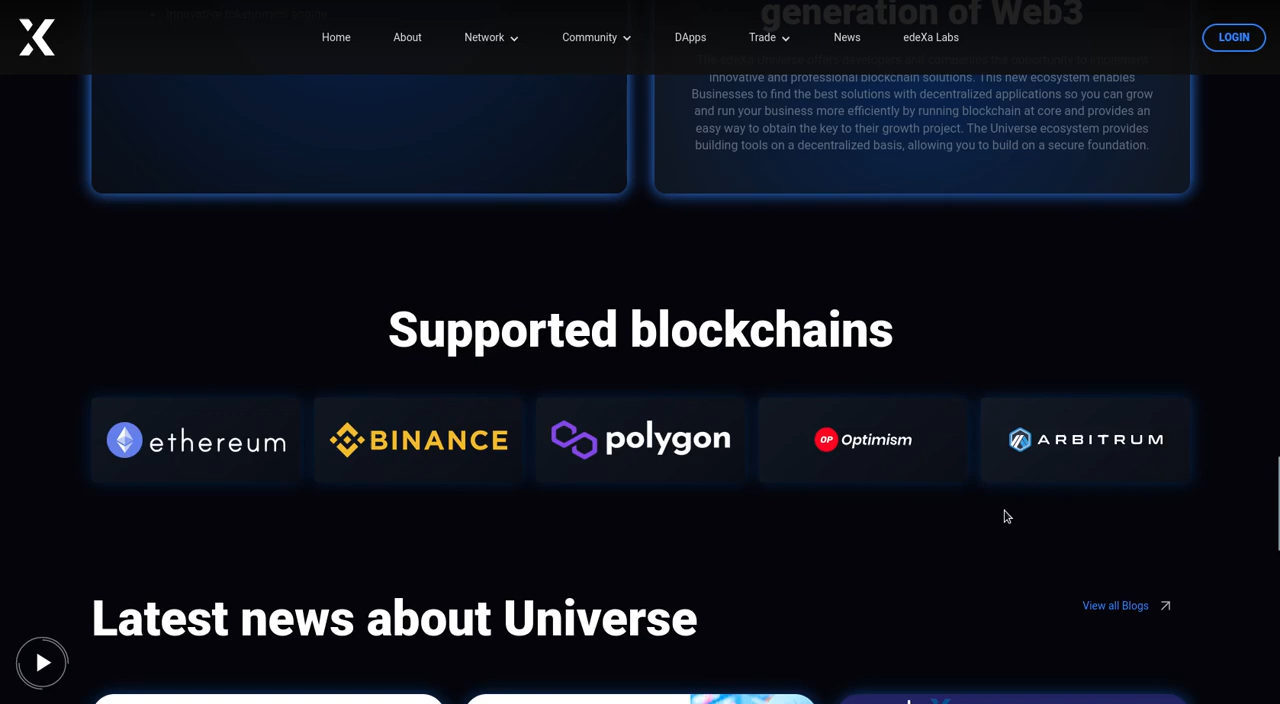 generation of Web3
Home About Network Community DApps Trade News edeXa Labs LOGIN
innovative and professional blockchain solutions. This new ecosystem enables
Businesses to find the best solutions with decentralized applications so you can grow
and run your business more efficiently by running blockchain at core and provides an
easy way to obtain the key to their growth project. The Universe ecosystem provides
building tools on a decentralized basis, allowing you to build on a secure foundation.
Supported blockchains
ethereum
BINANCE
polygon
OP Optimism
ARBITRUM
Latest news about Universe
View all Blogs